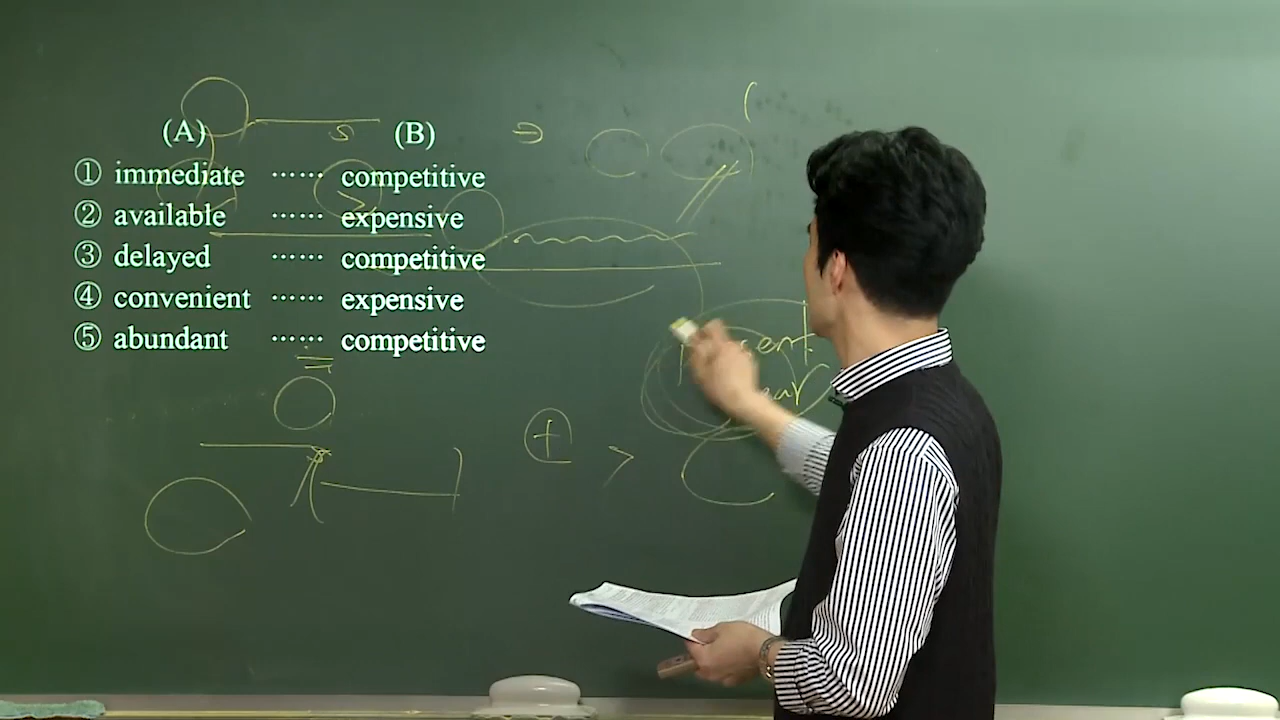 (A) (B)
① immediate …… competitive
② available …… expensive
③ delayed …… competitive
④ convenient …… expensive
⑤ abundant …… competitive